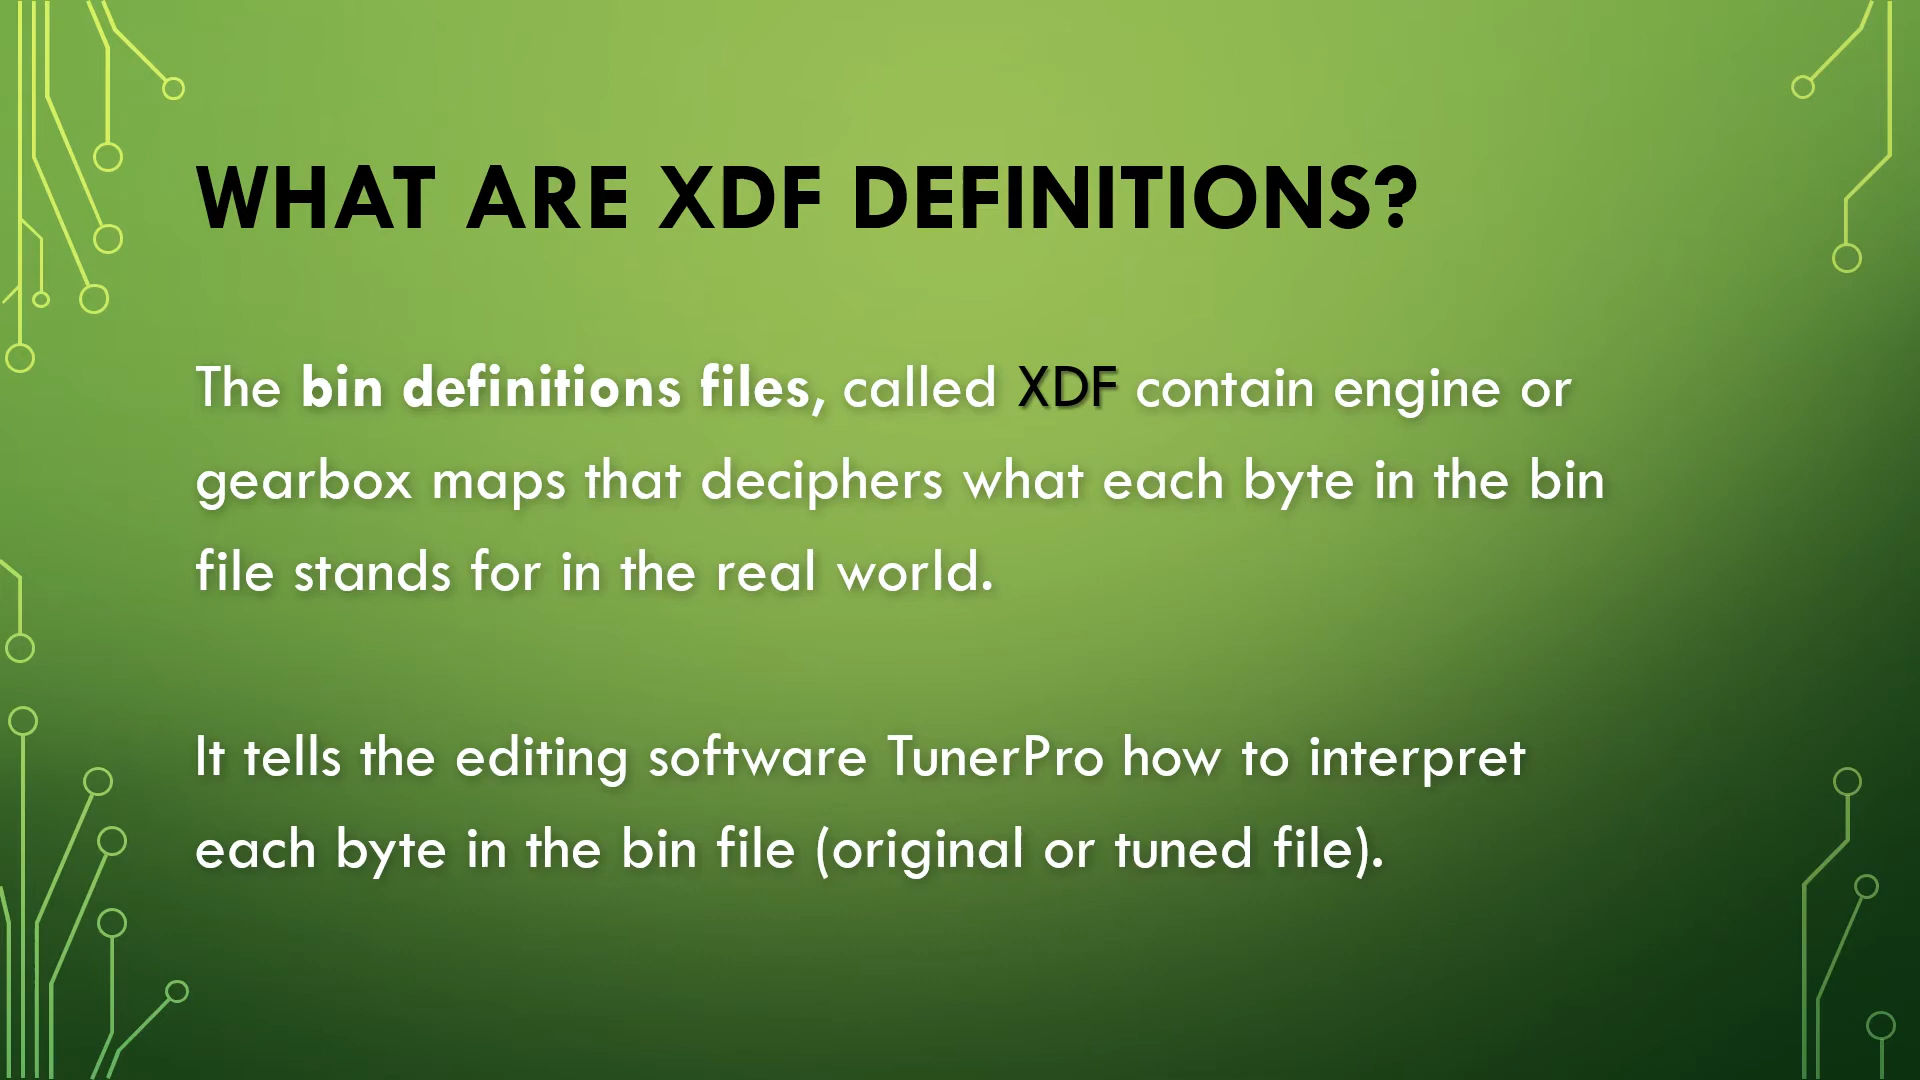 WHAT ARE XDF DEFINITIONS?
The bin definitions files, called XDF contain engine or
gearbox maps that deciphers what each byte in the bin
file stands for in the real world.
It tells the editing software TunerPro how to interpret
each byte in the bin file (original or tuned file).